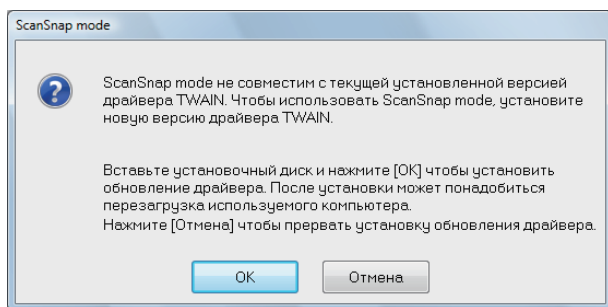 ScanSnap mode
ScanSnap mode не совместим с текущей установленной версией
драйвера TWAIN. Чтобы использовать ScanSnap mode, установите
новую версию драйвера TWAIN.
Вставьте установочный диск и нажмите [OK] чтобы установить
обновление драйвера. После установки может понадобиться
перезагрузка используемого компьютера.
Нажмите [Отмена] чтобы прервать установку обновления драйвера.
OK Отмена